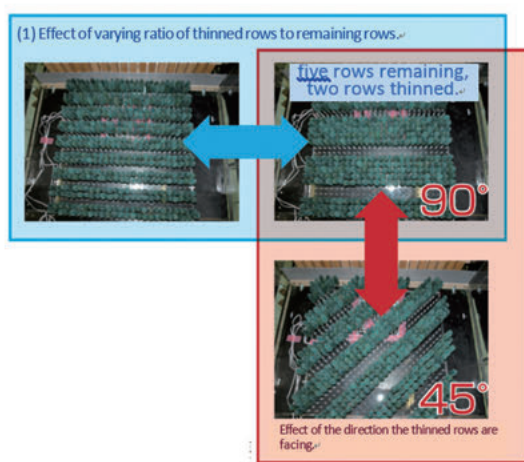 (1) Effect of varying ratio of thinned rows to remaining rows.
five rows remaining,
two rows thinned.
90°
45°
Effect of the direction the thinned rows are
facing.